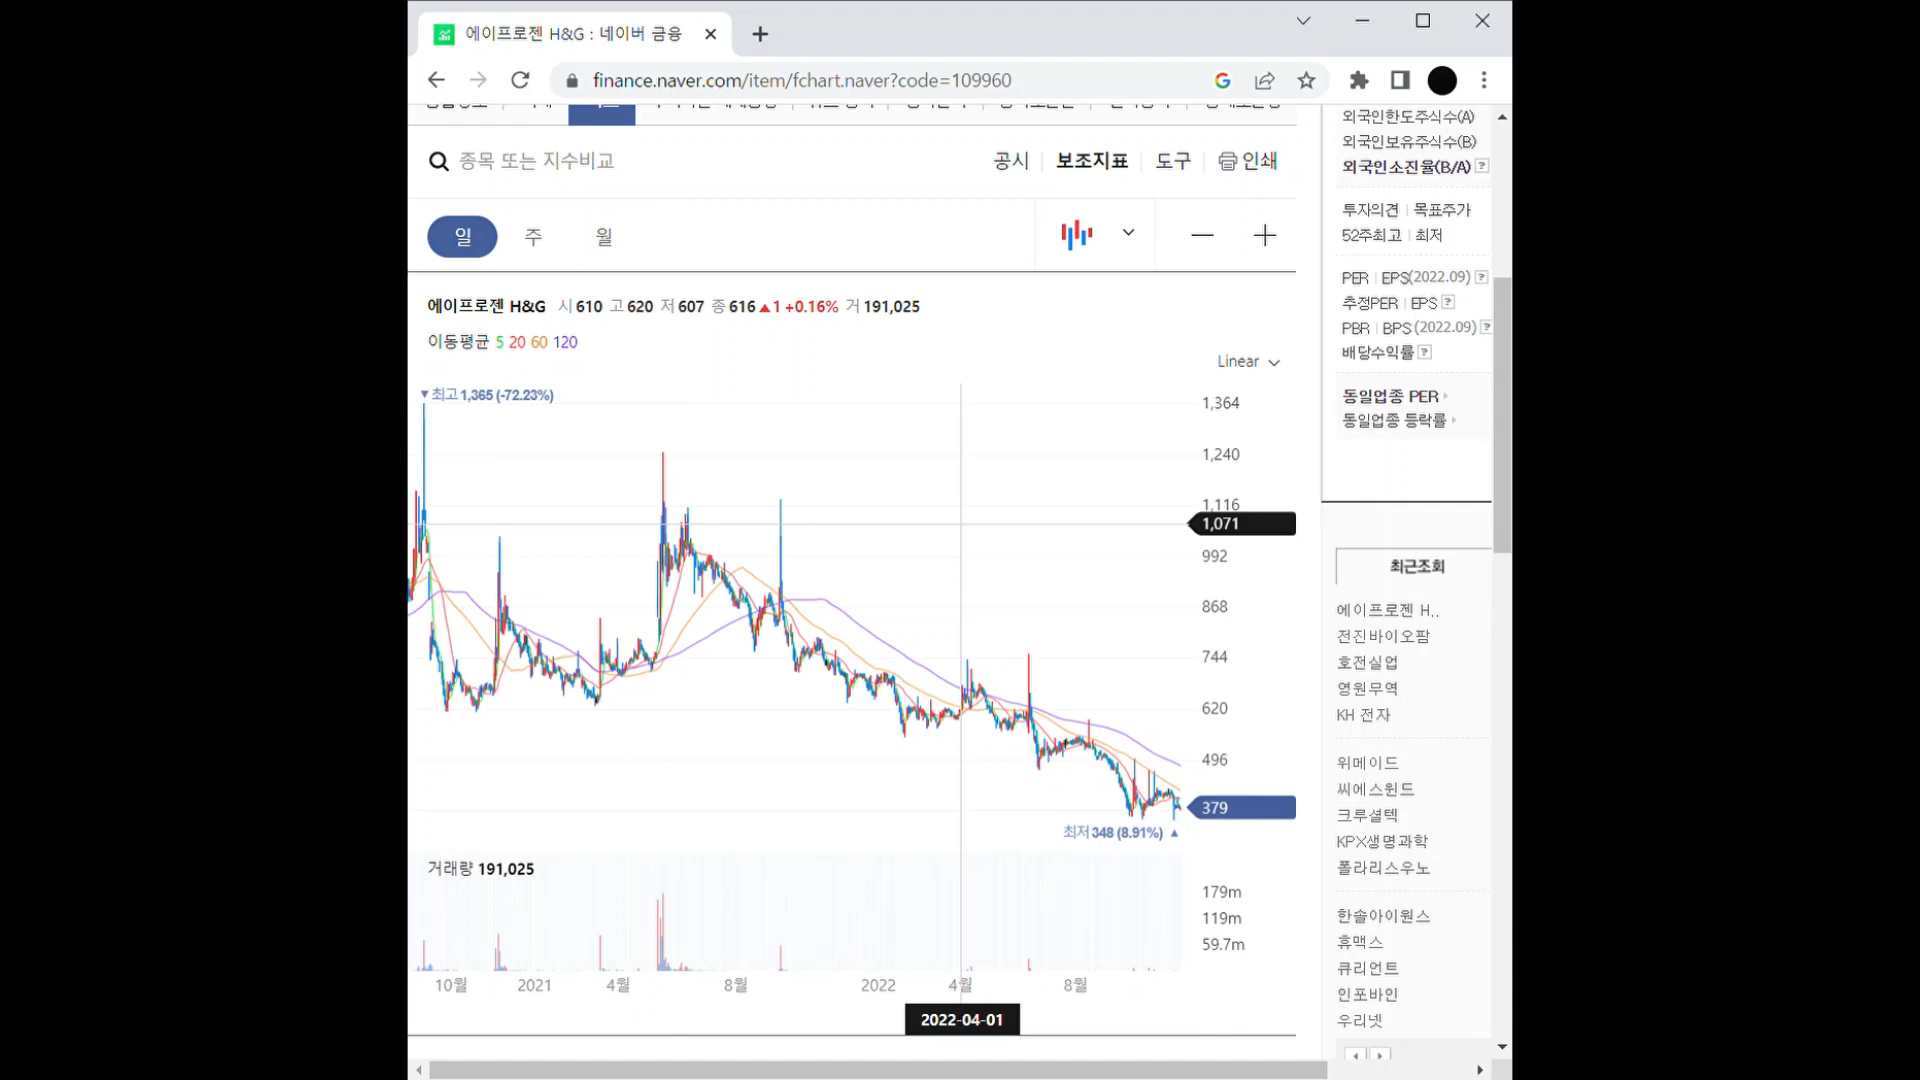 에이프로젠 H&G : 네이버 금융
finance.naver.com/item/fchart.naver?code=109960
종목 또는 지수비교
공시 보조지표 도구 인쇄
일 주 월
에이프로젠 H&G 시 610 고 620 저 607 종 616 ▲1 +0.16% 거 191,025
이동평균 5 20 60 120
Linear
▼최고 1,365 (-72.23%)
1,364
1,240
1,116
1,071
992
868
744
620
496
379
최저 348 (8.91%) ▲
거래량 191,025
179m
119m
59.7m
10월 2021 4월 8월 2022 4월 8월
2022-04-01
외국인한도주식수(A)
외국인보유주식수(B)
외국인소진율(B/A) ?
투자의견 | 목표주가
52주최고 | 최저
PER | EPS(2022.09) ?
추정PER | EPS ?
PBR | BPS (2022.09) ?
배당수익률 ?
동일업종 PER
동일업종 등락률
최근조회
에이프로젠 H..
전진바이오팜
호전실업
영원무역
KH 전자
위메이드
씨에스윈드
크루셜텍
KPX생명과학
폴라리스우노
한솔아이원스
휴맥스
큐리언트
인포바인
우리넷